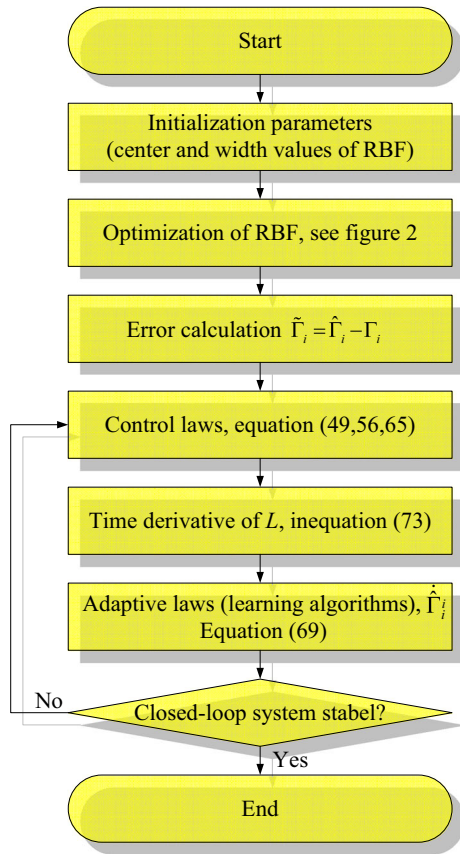 Start
Initialization parameters
(center and width values of RBF)
Optimization of RBF, see figure 2
Error calculation Γ̃ᵢ = Γ̂ᵢ − Γᵢ
Control laws, equation (49,56,65)
Time derivative of L, inequation (73)
Adaptive laws (learning algorithms), Γ̂̇ᵢⁱ
Equation (69)
No
Closed-loop system stabel?
Yes
End